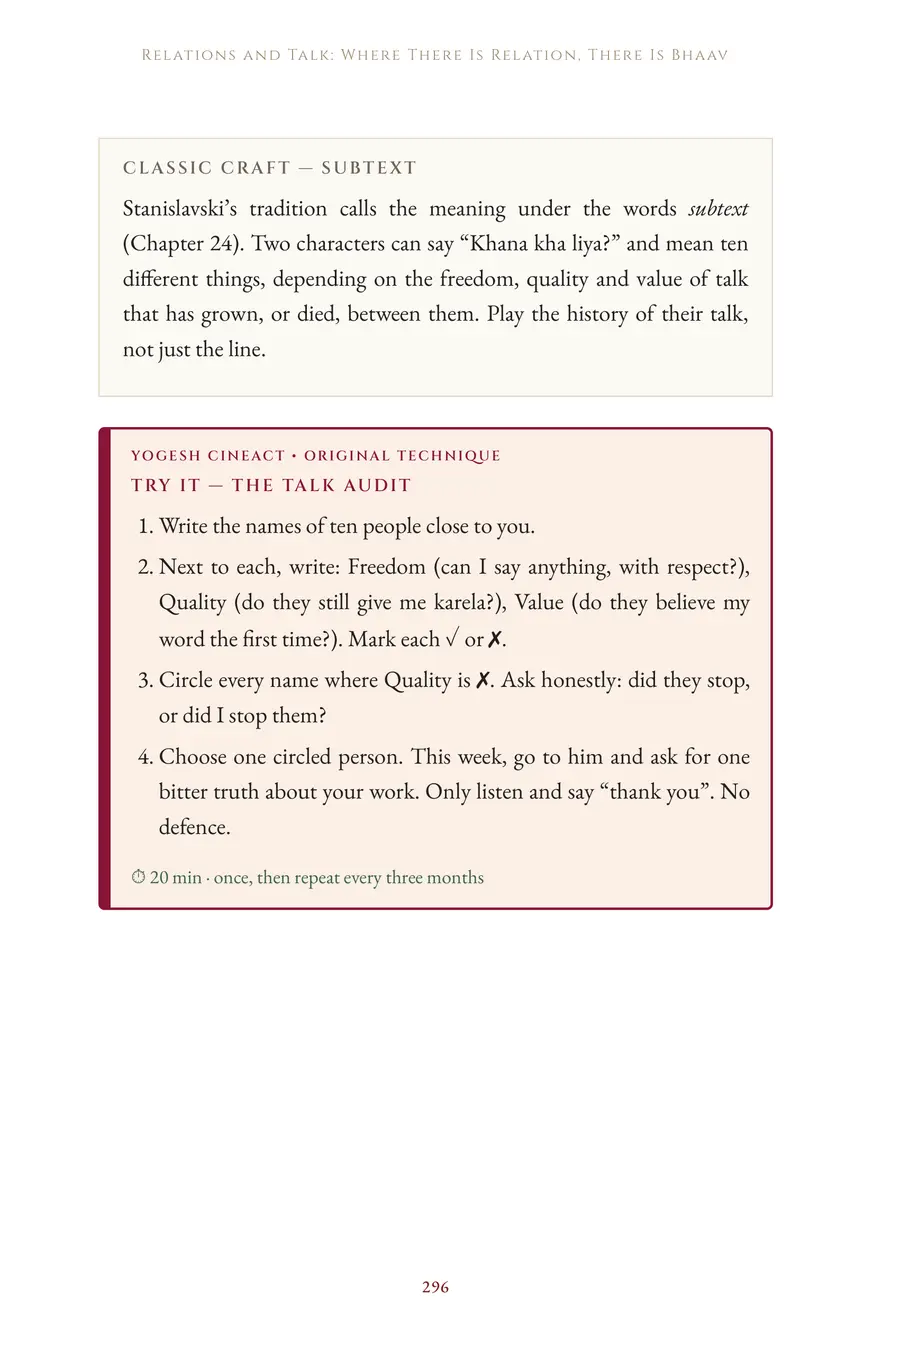 Relations and Talk: Where There Is Relation, There Is Bhaav
CLASSIC CRAFT — SUBTEXT
Stanislavski’s tradition calls the meaning under the words subtext
(Chapter 24). Two characters can say “Khana kha liya?” and mean ten
different things, depending on the freedom, quality and value of talk
that has grown, or died, between them. Play the history of their talk,
not just the line.
YOGESH CINEACT • ORIGINAL TECHNIQUE
TRY IT — THE TALK AUDIT
1. Write the names of ten people close to you.
2. Next to each, write: Freedom (can I say anything, with respect?),
Quality (do they still give me karela?), Value (do they believe my
word the first time?). Mark each ✓ or ✗.
3. Circle every name where Quality is ✗. Ask honestly: did they stop,
or did I stop them?
4. Choose one circled person. This week, go to him and ask for one
bitter truth about your work. Only listen and say “thank you”. No
defence.
⏱ 20 min · once, then repeat every three months
296